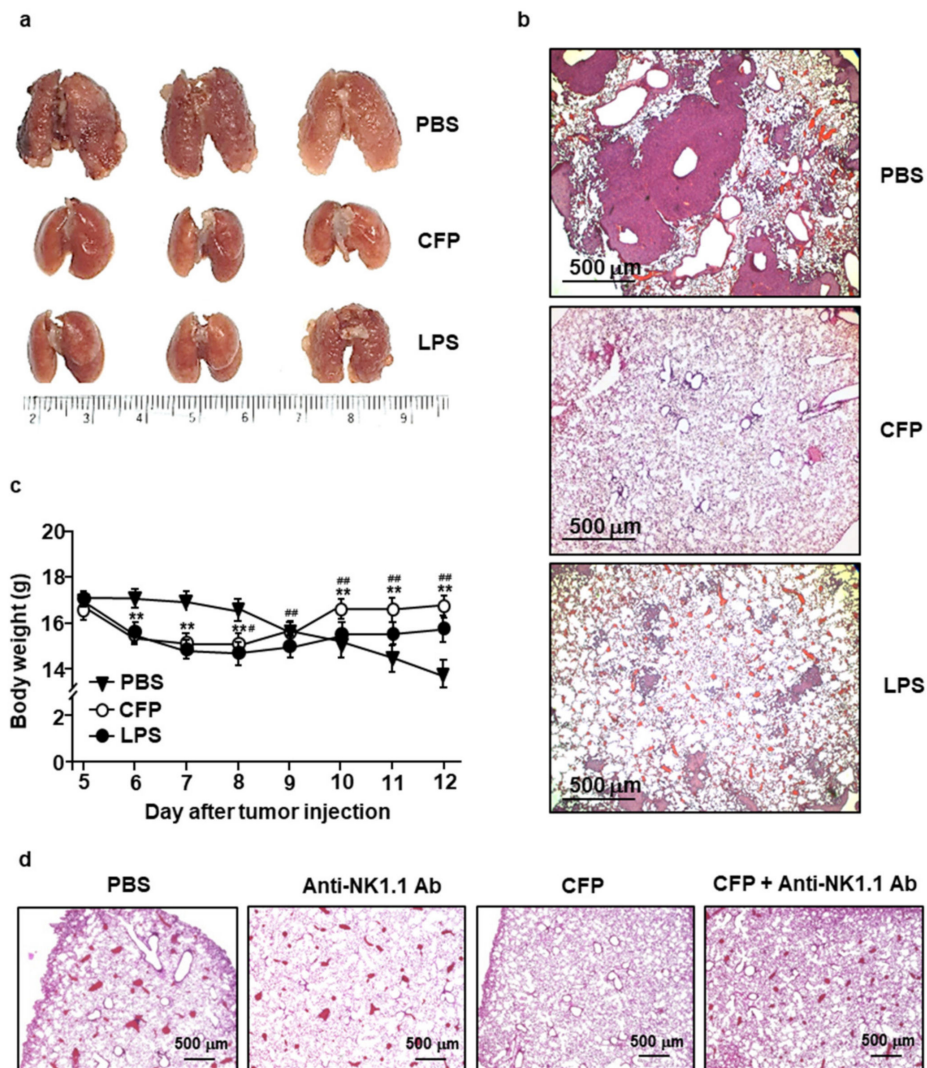 a
PBS
CFP
LPS
2 3 4 5 6 7 8 9
b
PBS
500 μm
CFP
500 μm
LPS
500 μm
c
Body weight (g)
20
18
16
14
2
0
** ** **# ## ## ** ## ** ## **
PBS
CFP
LPS
5 6 7 8 9 10 11 12
Day after tumor injection
d
PBS Anti-NK1.1 Ab CFP CFP + Anti-NK1.1 Ab
500 μm 500 μm 500 μm 500 μm